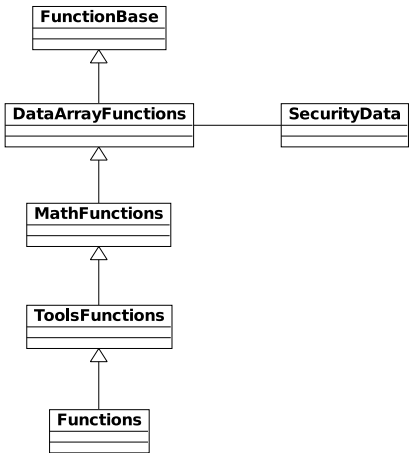 FunctionBase
DataArrayFunctions
SecurityData
MathFunctions
ToolsFunctions
Functions